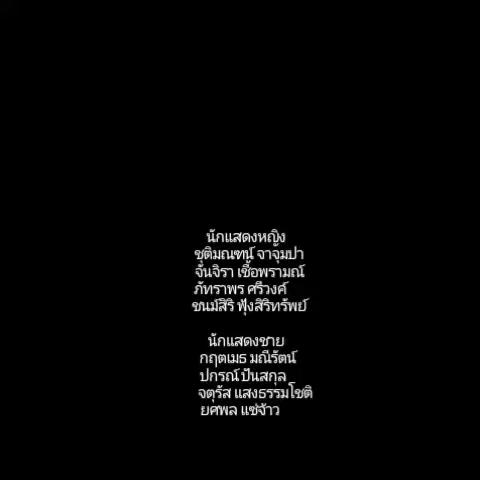 นักแสดงหญิง
ชุติมณฑน์ จาจุมปา
จันจิรา เชื้อพรามณ์
ภัทราพร ศรีวงค์
ชนม์สิริ ฟุ้งสิริทรัพย์
นักแสดงชาย
กฤตเมธ มณีรัตน์
ปกรณ์ ปันสกุล
จตุรัส แสงธรรมโชติ
ยศพล แซ่จ้าว